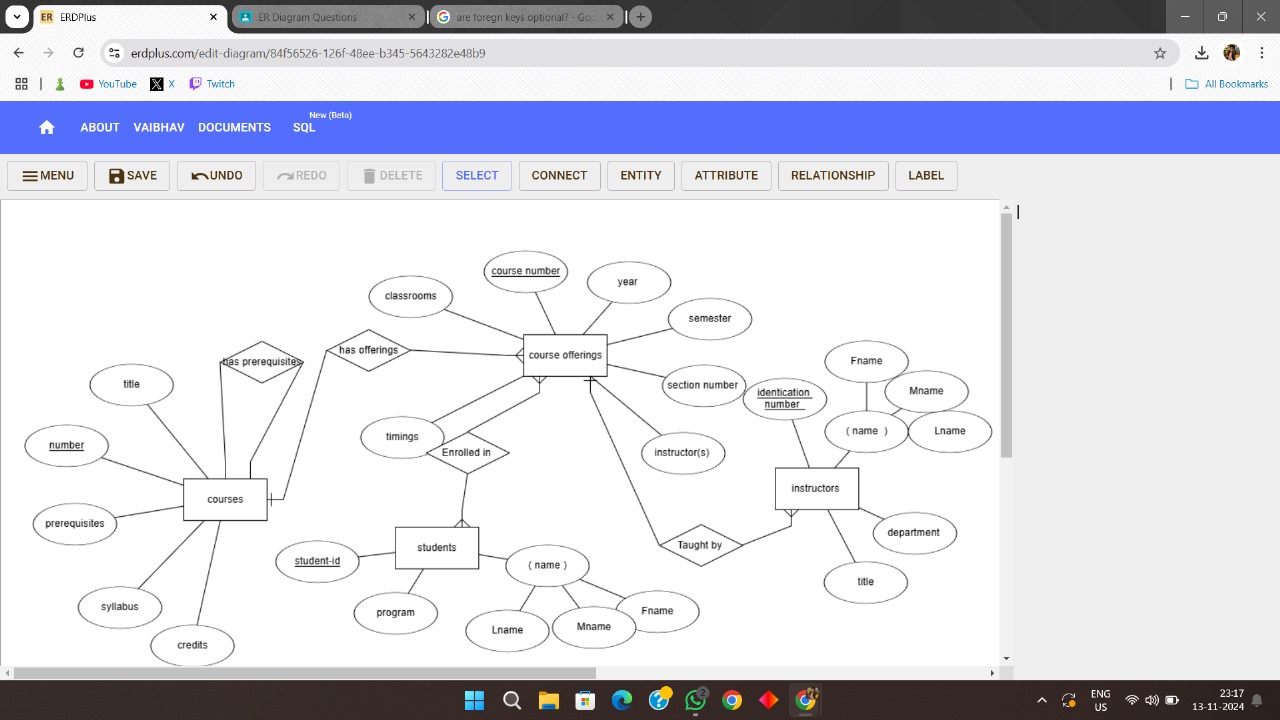 ERDPlus
ER Diagram Questions
are foregn keys optional? - Goo
erdplus.com/edit-diagram/84f56526-126f-48ee-b345-5643282e48b9
YouTube
X
Twitch
All Bookmarks
ABOUT
VAIBHAV
DOCUMENTS
New (Beta)
SQL
MENU
SAVE
UNDO
REDO
DELETE
SELECT
CONNECT
ENTITY
ATTRIBUTE
RELATIONSHIP
LABEL
course number
year
classrooms
semester
has offerings
course offerings
has prerequisites
Fname
title
section number
identication
number
Mname
timings
( name )
Lname
number
Enrolled in
instructor(s)
instructors
courses
prerequisites
department
students
Taught by
student-id
( name )
title
syllabus
program
Fname
Lname
Mname
credits
2
ENG
US
23:17
13-11-2024